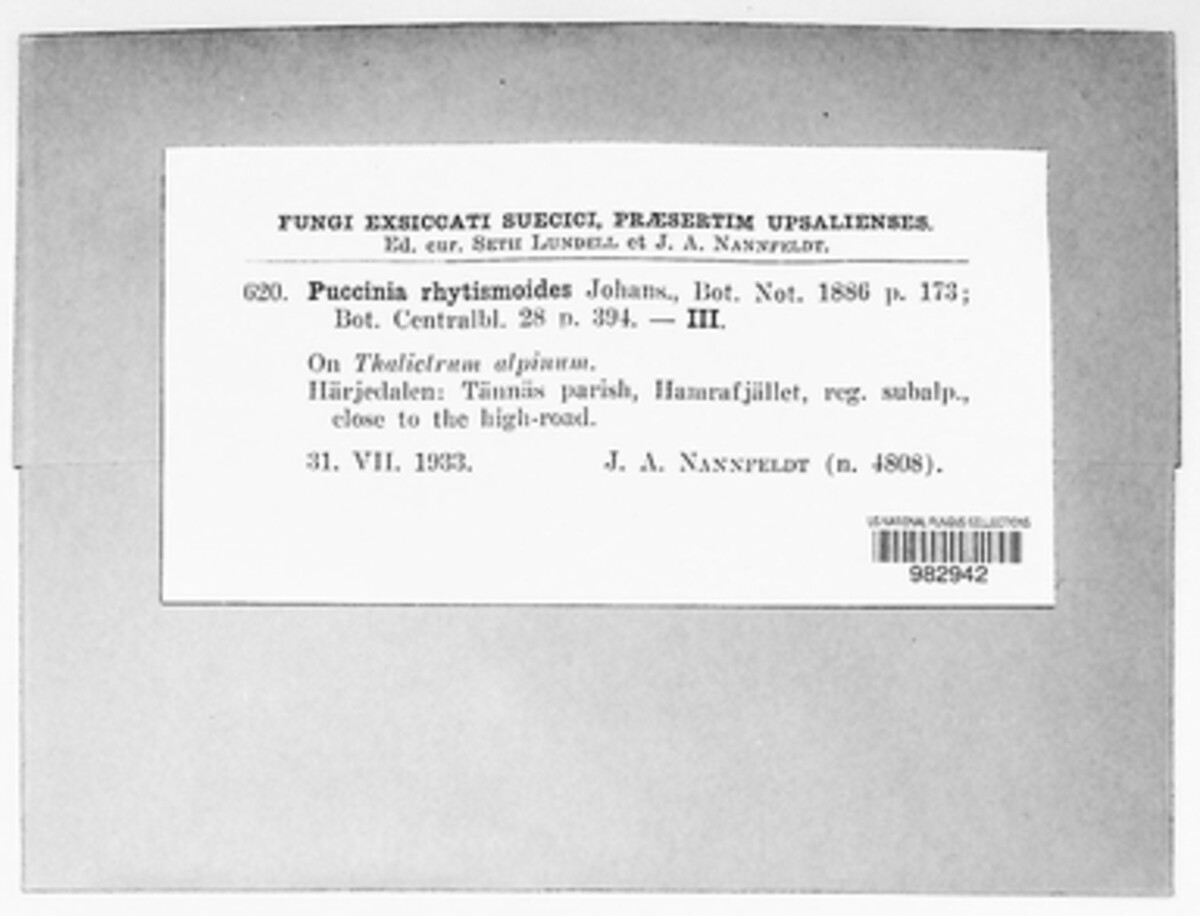 FUNGI EXSICCATI SUECICI, PRÆSERTIM UPSALIENSES.
Ed. cur. SETH LUNDELL et J. A. NANNFELDT.
620. Puccinia rhytismoides Johans., Bot. Not. 1886 p. 173;
Bot. Centralbl. 28 p. 394. — III.
On Thalictrum alpinum.
Härjedalen: Tännäs parish, Hamrafjället, reg. subalp.,
close to the high-road.
31. VII. 1933. J. A. NANNFELDT (n. 4808).
US NATIONAL FUNGUS COLLECTIONS
982942